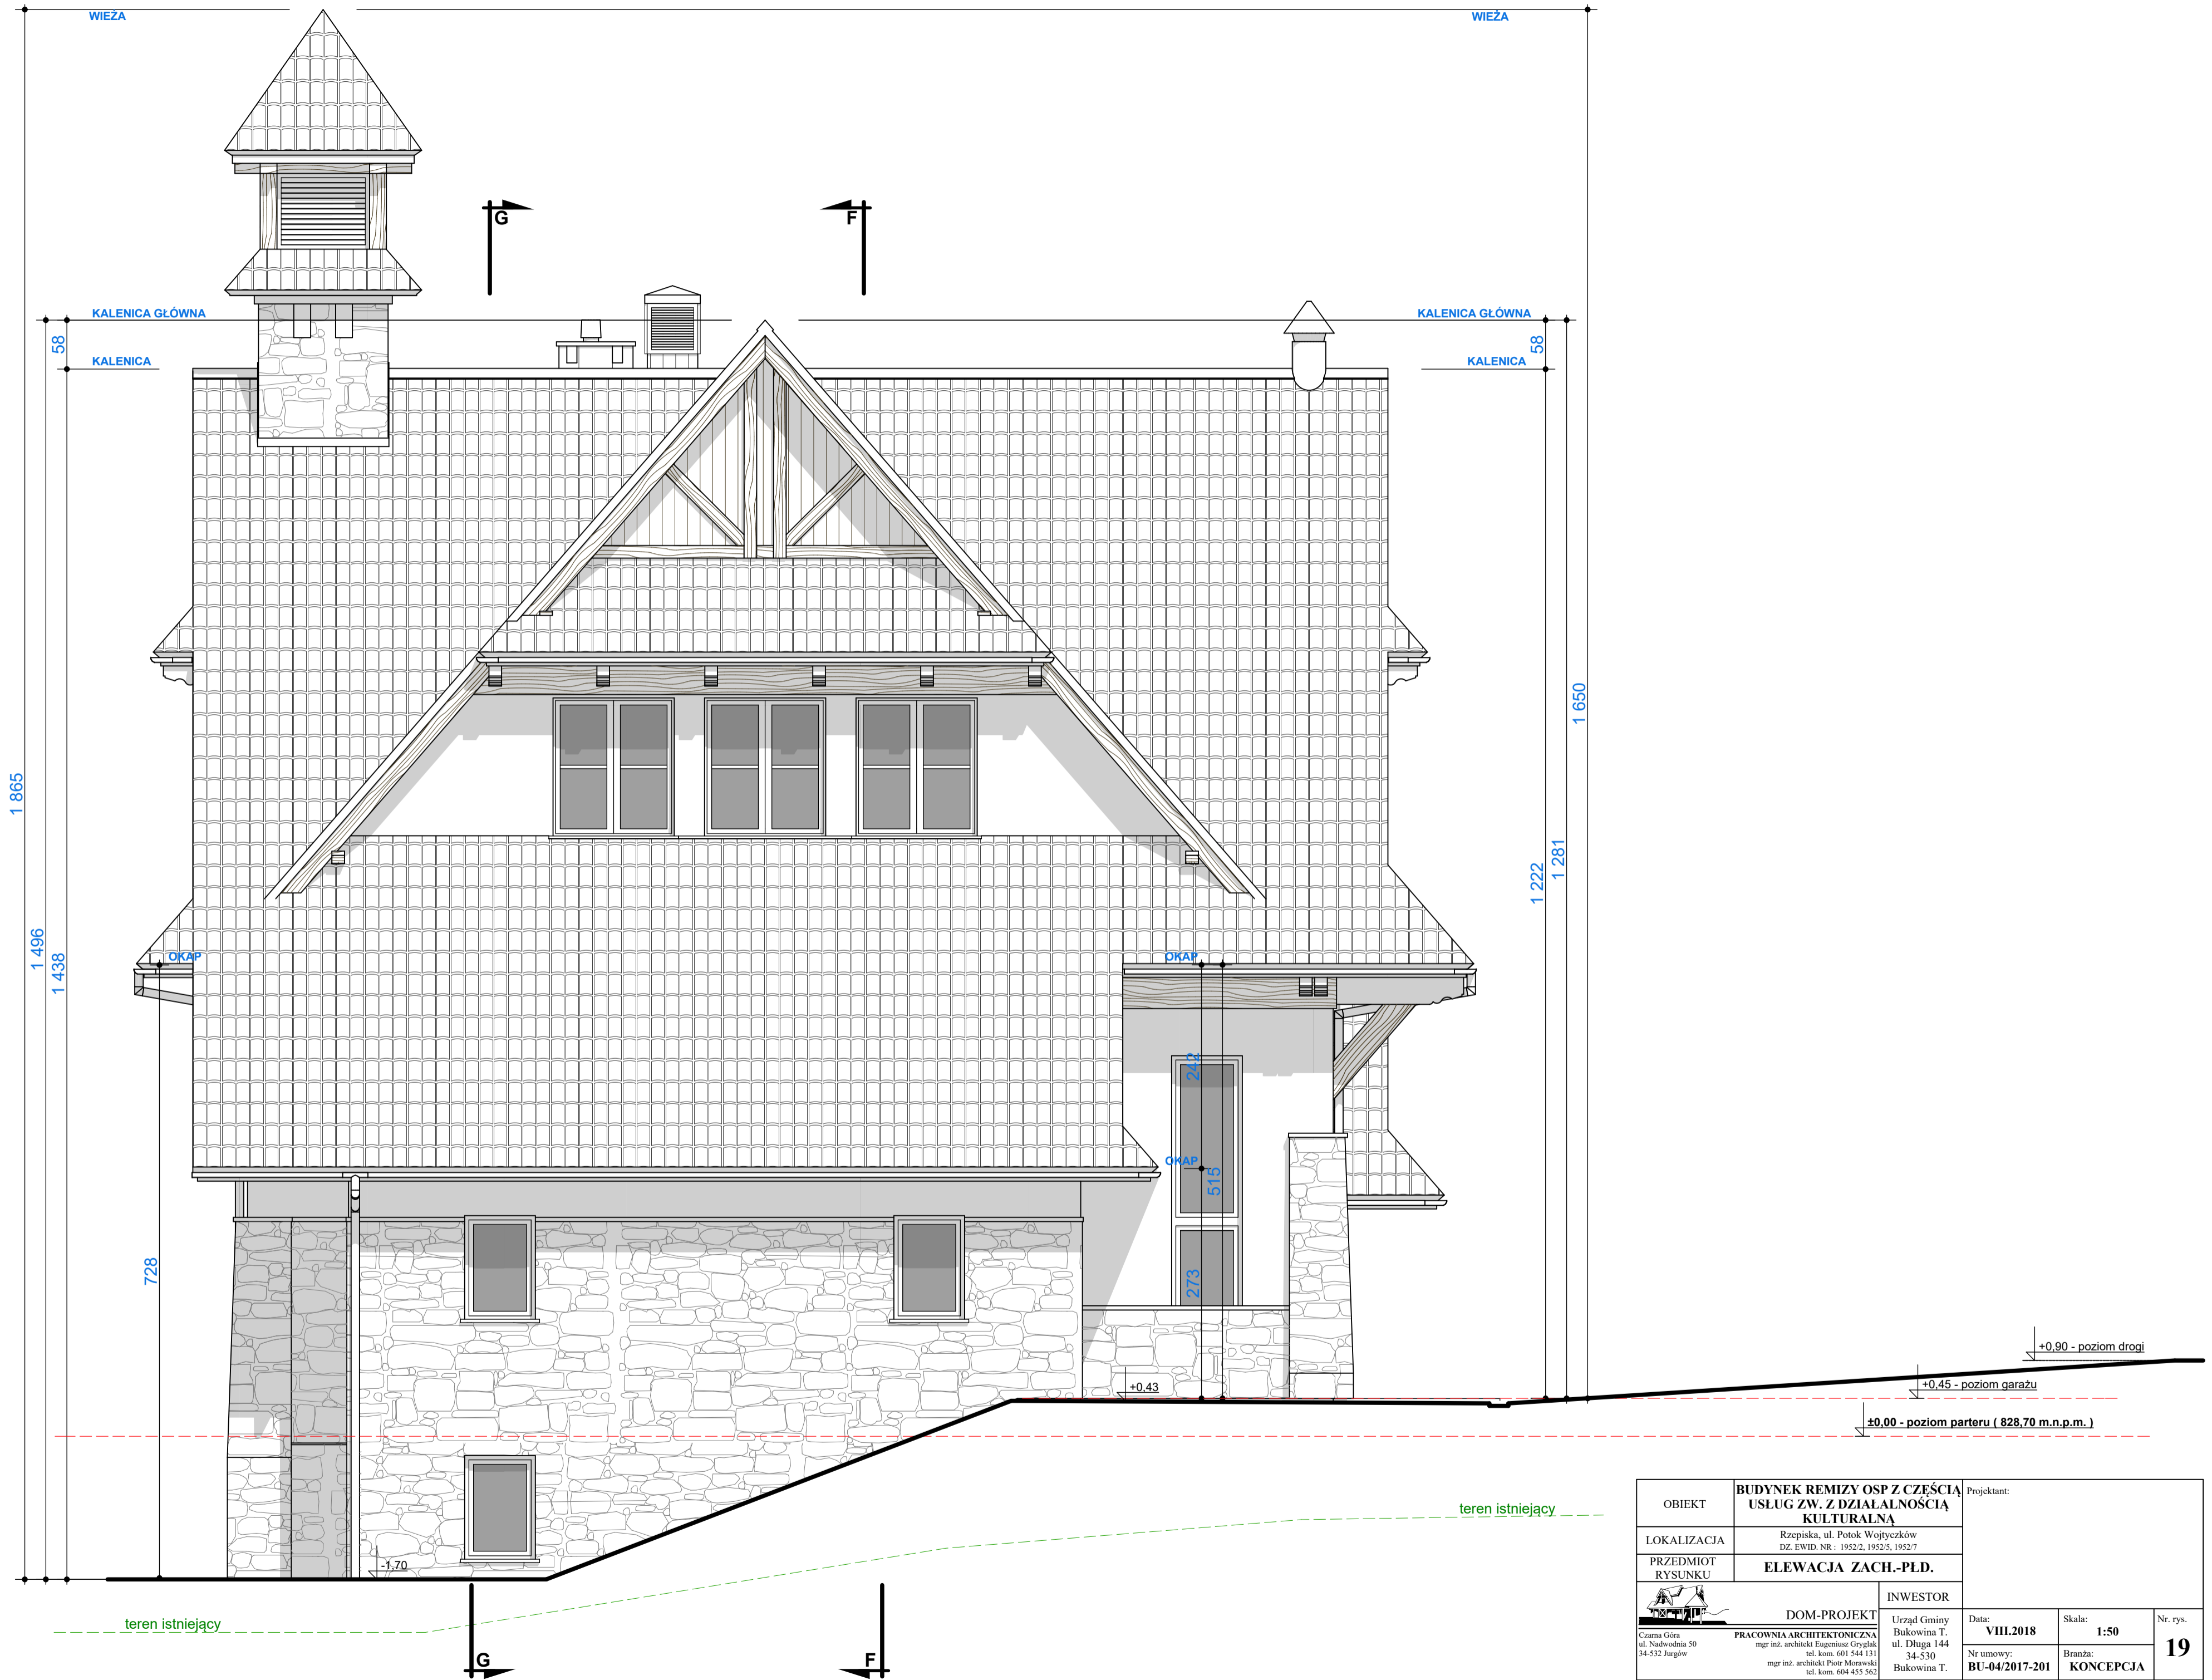 WIEŻA
WIEŻA
G
F
KALENICA GŁÓWNA
KALENICA GŁÓWNA
58
58
KALENICA
KALENICA
1 650
1 865
1 281
1 222
1 496
1 438
OKAP
OKAP
242
OKAP
515
728
273
+0,90 - poziom drogi
+0,43
+0,45 - poziom garażu
±0,00 - poziom parteru ( 828,70 m.n.p.m. )
teren istniejący
-1,70
teren istniejący
G
F
OBIEKT
BUDYNEK REMIZY OSP Z CZĘŚCIĄ
USŁUG ZW. Z DZIAŁALNOŚCIĄ
KULTURALNĄ
Projektant:
LOKALIZACJA
Rzepiska, ul. Potok Wojtyczków
DZ. EWID. NR : 1952/2, 1952/5, 1952/7
PRZEDMIOT
RYSUNKU
ELEWACJA ZACH.-PŁD.
DOM-PROJEKT
Czarna Góra
ul. Nadwodnia 50
34-532 Jurgów
PRACOWNIA ARCHITEKTONICZNA
mgr inż. architekt Eugeniusz Gryglak
tel. kom. 601 544 131
mgr inż. architekt Piotr Morawski
tel. kom. 604 455 562
INWESTOR
Urząd Gminy
Bukowina T.
ul. Długa 144
34-530
Bukowina T.
Data:
VIII.2018
Skala:
1:50
Nr. rys.
19
Nr umowy:
BU-04/2017-201
Branża:
KONCEPCJA